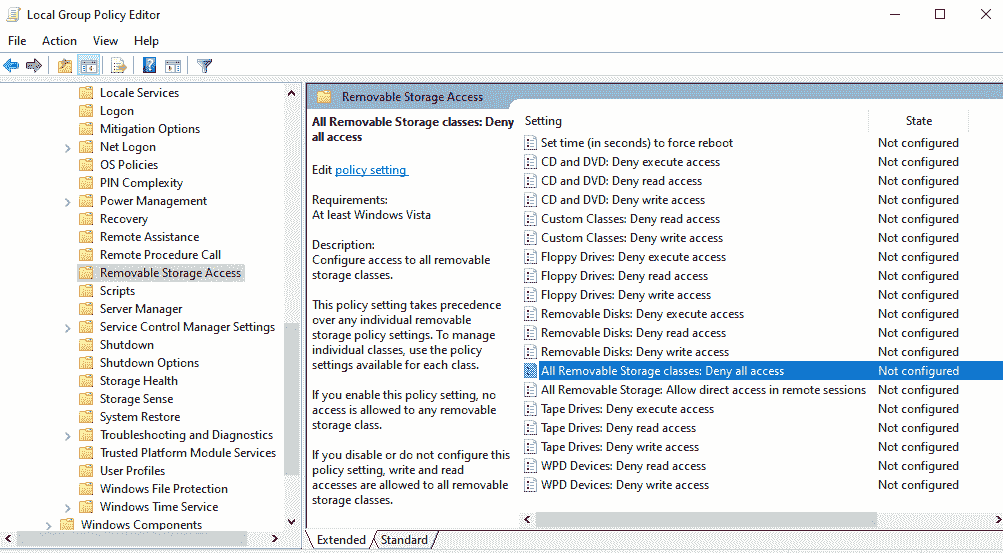 Local Group Policy Editor
File Action View Help
Locale Services
Logon
Mitigation Options
Net Logon
OS Policies
PIN Complexity
Power Management
Recovery
Remote Assistance
Remote Procedure Call
Removable Storage Access
Scripts
Server Manager
Service Control Manager Settings
Shutdown
Shutdown Options
Storage Health
Storage Sense
System Restore
Troubleshooting and Diagnostics
Trusted Platform Module Services
User Profiles
Windows File Protection
Windows Time Service
Windows Components
Removable Storage Access
All Removable Storage classes: Deny
all access
Edit policy setting
Requirements:
At least Windows Vista
Description:
Configure access to all removable
storage classes.
This policy setting takes precedence
over any individual removable
storage policy settings. To manage
individual classes, use the policy
settings available for each class.
If you enable this policy setting, no
access is allowed to any removable
storage class.
If you disable or do not configure this
policy setting, write and read
accesses are allowed to all removable
storage classes.
Setting State
Set time (in seconds) to force reboot Not configured
CD and DVD: Deny execute access Not configured
CD and DVD: Deny read access Not configured
CD and DVD: Deny write access Not configured
Custom Classes: Deny read access Not configured
Custom Classes: Deny write access Not configured
Floppy Drives: Deny execute access Not configured
Floppy Drives: Deny read access Not configured
Floppy Drives: Deny write access Not configured
Removable Disks: Deny execute access Not configured
Removable Disks: Deny read access Not configured
Removable Disks: Deny write access Not configured
All Removable Storage classes: Deny all access Not configured
All Removable Storage: Allow direct access in remote sessions Not configured
Tape Drives: Deny execute access Not configured
Tape Drives: Deny read access Not configured
Tape Drives: Deny write access Not configured
WPD Devices: Deny read access Not configured
WPD Devices: Deny write access Not configured
Extended Standard